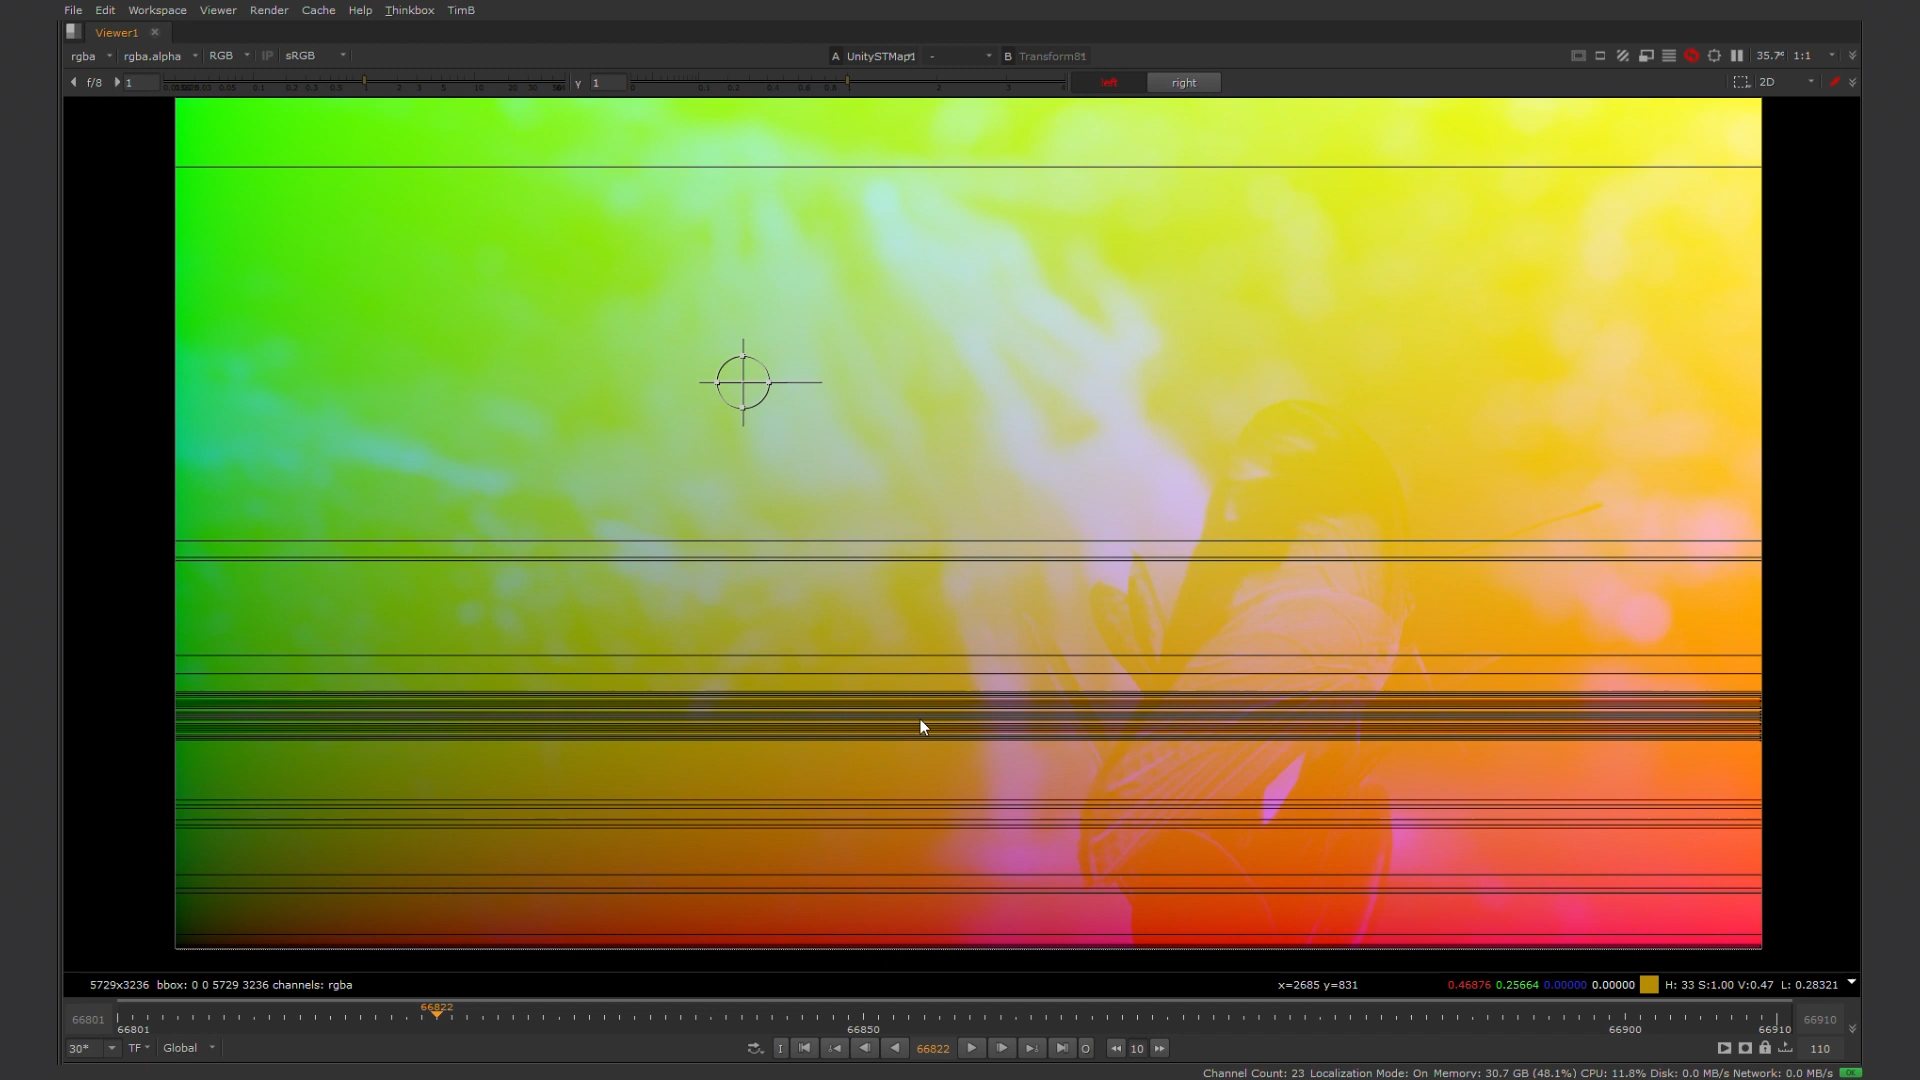 File Edit Workspace Viewer Render Cache Help Thinkbox TimB
Viewer1
rgba rgba.alpha RGB IP sRGB A UnitySTMap1 - B Transform81 35.7% 1:1
f/8 1 Y 1 left right 2D
5729x3236 bbox: 0 0 5729 3236 channels: rgba x=2685 y=831 0.46876 0.25664 0.00000 0.00000 H: 33 S:1.00 V:0.47 L: 0.28321
66822
66801 66910
66801 66850 66900 66910
30* TF Global I 66822 O 10 110
Channel Count: 23 Localization Mode: On Memory: 30.7 GB (48.1%) CPU: 11.8% Disk: 0.0 MB/s Network: 0.0 MB/s OK